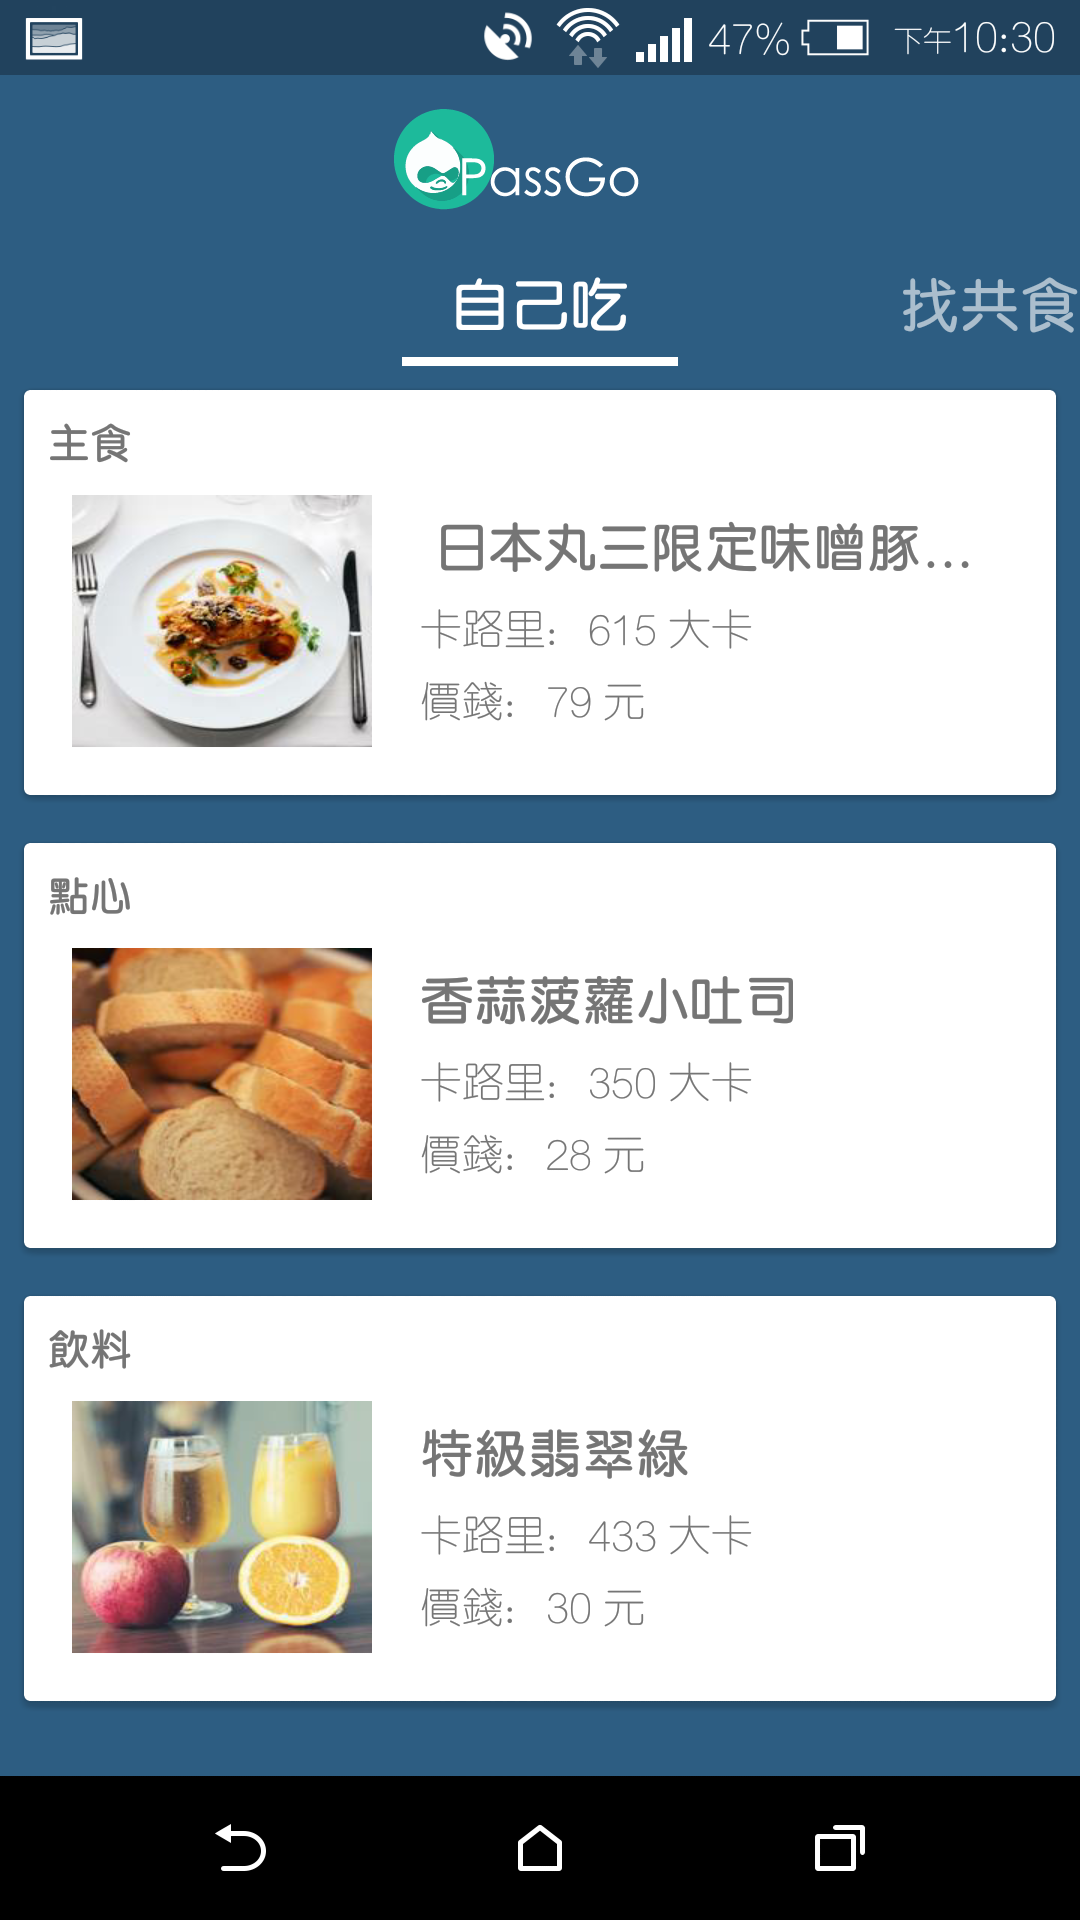 47% 下午10:30
PassGo
自己吃 找共食
主食
日本丸三限定味噌豚...
卡路里: 615 大卡
價錢: 79 元
點心
香蒜菠蘿小吐司
卡路里: 350 大卡
價錢: 28 元
飲料
特級翡翠綠
卡路里: 433 大卡
價錢: 30 元